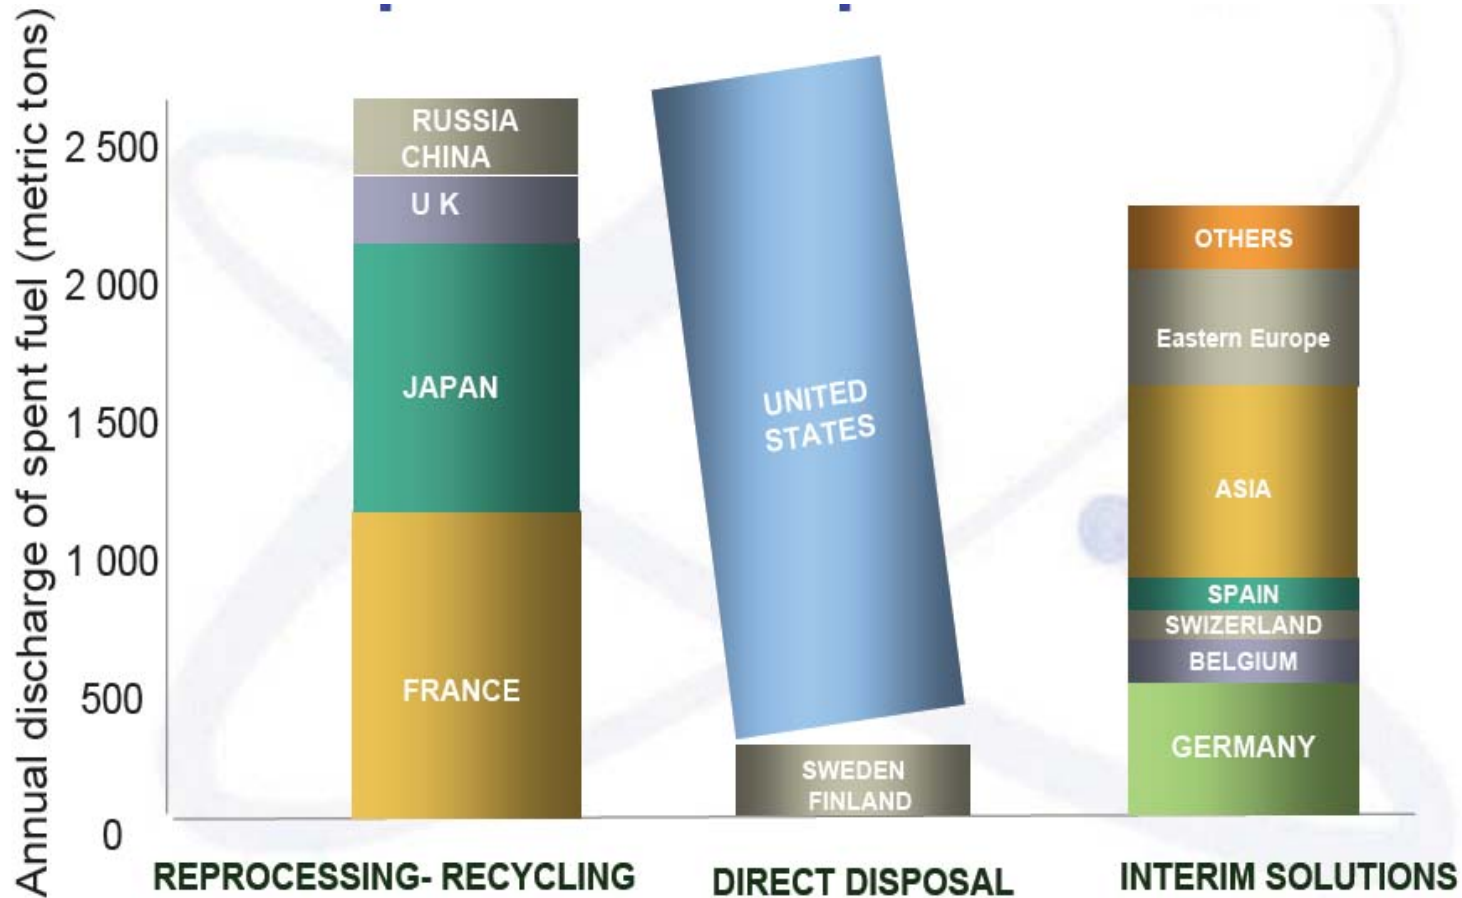 Annual discharge of spent fuel (metric tons)
2 500
2 000
1 500
1 000
500
0
RUSSIA
CHINA
U K
JAPAN
FRANCE
UNITED
STATES
SWEDEN
FINLAND
OTHERS
Eastern Europe
ASIA
SPAIN
SWIZERLAND
BELGIUM
GERMANY
REPROCESSING- RECYCLING
DIRECT DISPOSAL
INTERIM SOLUTIONS